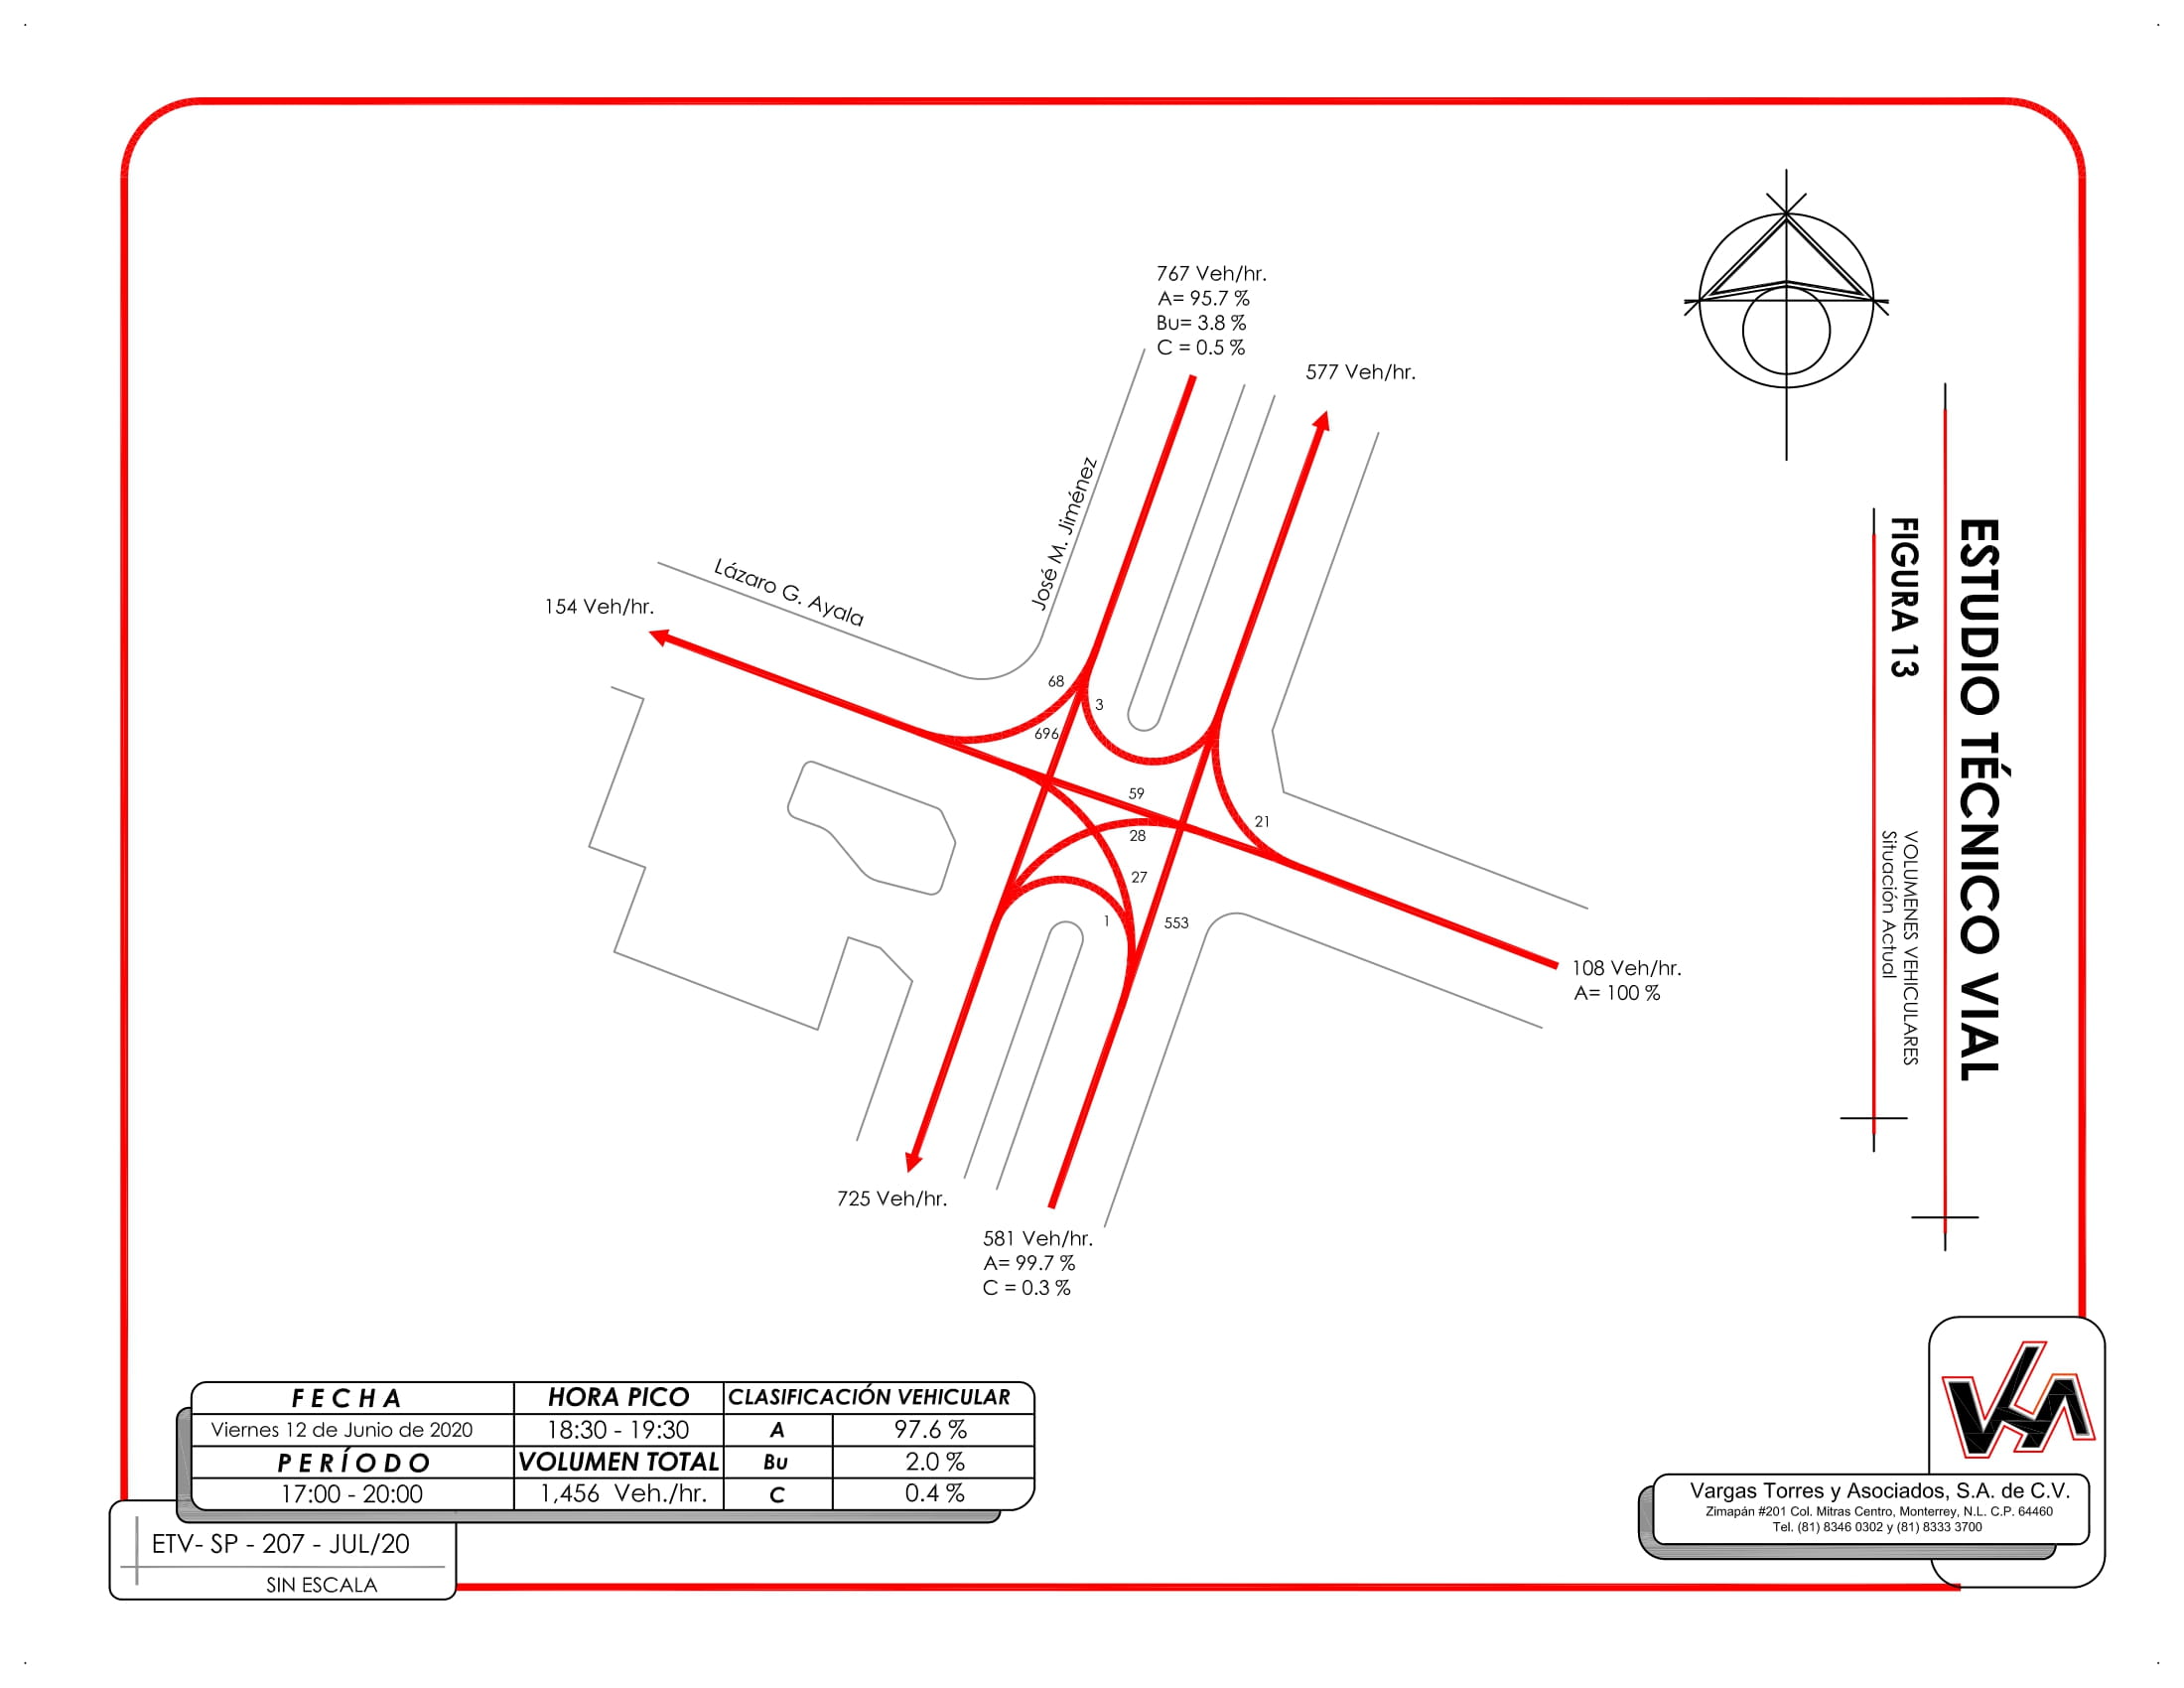 767 Veh/hr.
A= 95.7 %
Bu= 3.8 %
C = 0.5 %
577 Veh/hr.
José M. Jiménez
Lázaro G. Ayala
154 Veh/hr.
68
3
696
59
28
21
27
1
553
108 Veh/hr.
A= 100 %
725 Veh/hr.
581 Veh/hr.
A= 99.7 %
C = 0.3 %
ESTUDIO TÉCNICO VIAL
FIGURA 13
VOLUMENES VEHICULARES
Situación Actual
FECHA HORA PICO CLASIFICACIÓN VEHICULAR
Viernes 12 de Junio de 2020 18:30 - 19:30 A 97.6 %
PERÍODO VOLUMEN TOTAL Bu 2.0 %
17:00 - 20:00 1,456 Veh./hr. C 0.4 %
ETV- SP - 207 - JUL/20
SIN ESCALA
Vargas Torres y Asociados, S.A. de C.V.
Zimapán #201 Col. Mitras Centro, Monterrey, N.L. C.P. 64460
Tel. (81) 8346 0302 y (81) 8333 3700